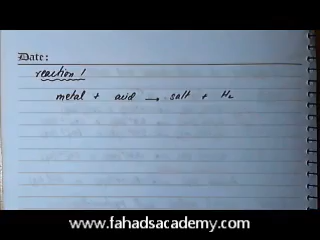 Date:
reaction 1
metal + acid → salt + H₂
www.fahadsacademy.com